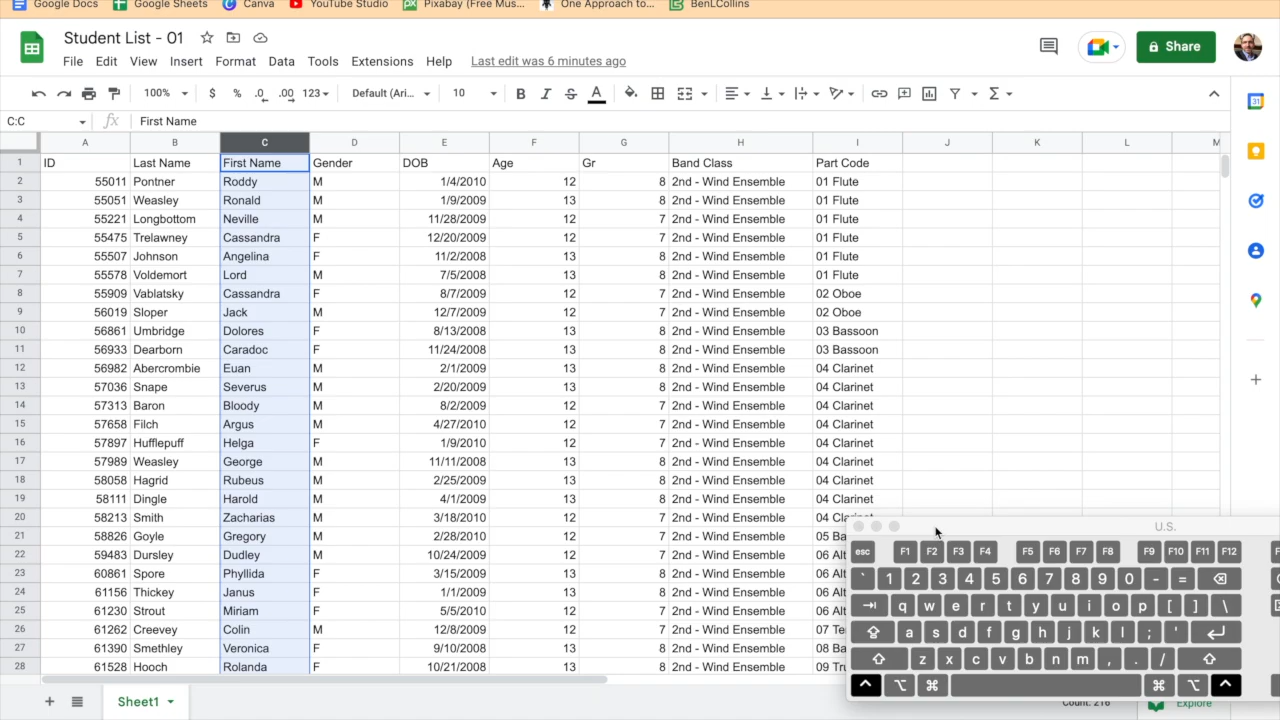 Google Docs Google Sheets Canva YouTube Studio Pixabay (Free Mus... One Approach to... BenLCollins
Student List - 01
File Edit View Insert Format Data Tools Extensions Help Last edit was 6 minutes ago
Share
100% $ % .0 .00 123 Default (Ari... 10 B I S A
C:C fx First Name
A B C D E F G H I J K L M
1 ID Last Name First Name Gender DOB Age Gr Band Class Part Code
2 55011 Pontner Roddy M 1/4/2010 12 8 2nd - Wind Ensemble 01 Flute
3 55051 Weasley Ronald M 1/9/2009 13 8 2nd - Wind Ensemble 01 Flute
4 55221 Longbottom Neville M 11/28/2009 12 7 2nd - Wind Ensemble 01 Flute
5 55475 Trelawney Cassandra F 12/20/2009 12 7 2nd - Wind Ensemble 01 Flute
6 55507 Johnson Angelina F 11/2/2008 13 8 2nd - Wind Ensemble 01 Flute
7 55578 Voldemort Lord M 7/5/2008 13 8 2nd - Wind Ensemble 01 Flute
8 55909 Vablatsky Cassandra F 8/7/2009 12 7 2nd - Wind Ensemble 02 Oboe
9 56019 Sloper Jack M 12/7/2009 12 7 2nd - Wind Ensemble 02 Oboe
10 56861 Umbridge Dolores F 8/13/2008 13 8 2nd - Wind Ensemble 03 Bassoon
11 56933 Dearborn Caradoc F 11/24/2008 13 8 2nd - Wind Ensemble 03 Bassoon
12 56982 Abercrombie Euan M 2/1/2009 13 8 2nd - Wind Ensemble 04 Clarinet
13 57036 Snape Severus M 2/20/2009 13 8 2nd - Wind Ensemble 04 Clarinet
14 57313 Baron Bloody M 8/2/2009 12 7 2nd - Wind Ensemble 04 Clarinet
15 57658 Filch Argus M 4/27/2010 12 7 2nd - Wind Ensemble 04 Clarinet
16 57897 Hufflepuff Helga F 1/9/2010 12 7 2nd - Wind Ensemble 04 Clarinet
17 57989 Weasley George M 11/11/2008 13 8 2nd - Wind Ensemble 04 Clarinet
18 58058 Hagrid Rubeus M 2/25/2009 13 8 2nd - Wind Ensemble 04 Clarinet
19 58111 Dingle Harold M 4/1/2009 13 8 2nd - Wind Ensemble 04 Clarinet
20 58213 Smith Zacharias M 3/18/2010 12 7 2nd - Wind Ensemble 04 Clarinet
21 58826 Goyle Gregory M 2/28/2010 12 7 2nd - Wind Ensemble 05 Ba
22 59483 Dursley Dudley M 10/24/2009 12 7 2nd - Wind Ensemble 06 Alt
23 60861 Spore Phyllida F 3/15/2009 13 8 2nd - Wind Ensemble 06 Alt
24 61156 Thickey Janus F 1/1/2009 13 8 2nd - Wind Ensemble 06 Alt
25 61230 Strout Miriam F 5/5/2010 12 7 2nd - Wind Ensemble 06 Alt
26 61262 Creevey Colin M 12/8/2009 12 7 2nd - Wind Ensemble 07 Te
27 61390 Smethley Veronica F 9/10/2008 13 8 2nd - Wind Ensemble 08 Ba
28 61528 Hooch Rolanda F 10/21/2008 13 8 2nd - Wind Ensemble 09 Tru
U.S.
esc F1 F2 F3 F4 F5 F6 F7 F8 F9 F10 F11 F12
` 1 2 3 4 5 6 7 8 9 0 - =
q w e r t y u i o p [ ] \
a s d f g h j k l ; '
z x c v b n m , . /
Sheet1 Count: 218 Explore